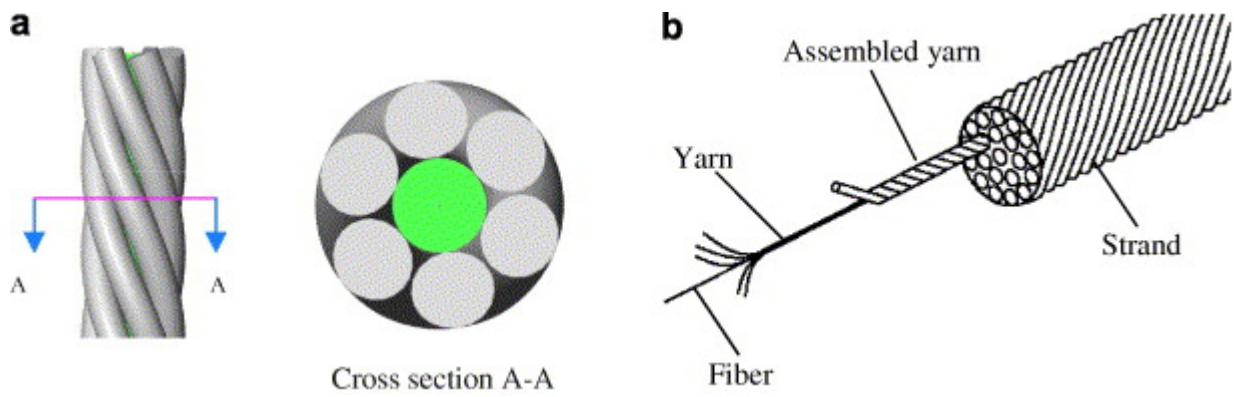 a
A
A
Cross section A-A
b
Assembled yarn
Yarn
Strand
Fiber